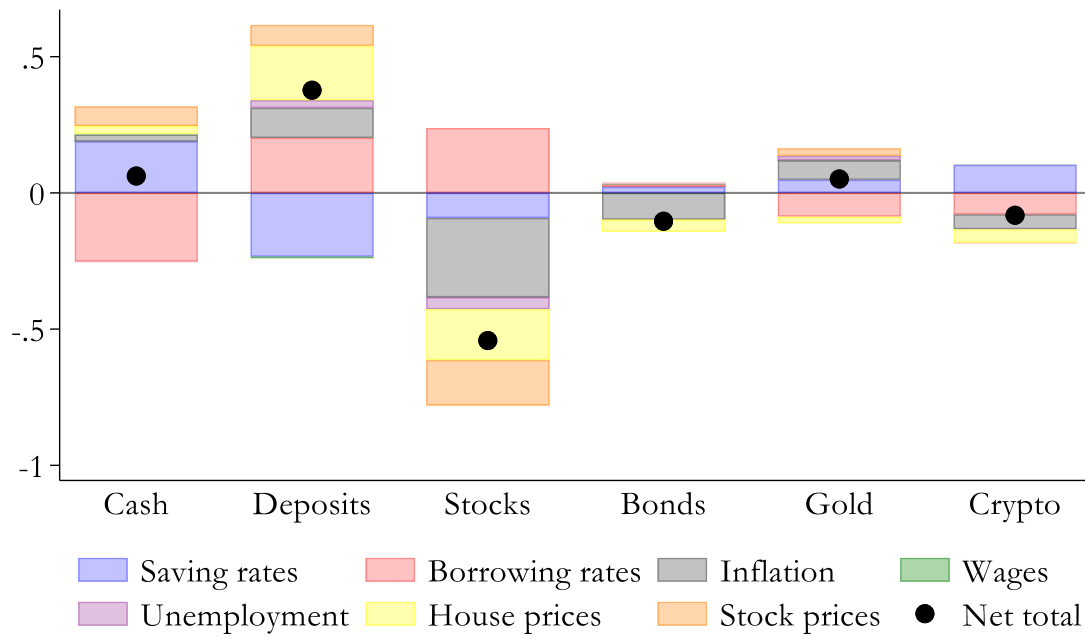 .5
0
-.5
-1
Cash Deposits Stocks Bonds Gold Crypto
Saving rates Borrowing rates Inflation Wages
Unemployment House prices Stock prices Net total